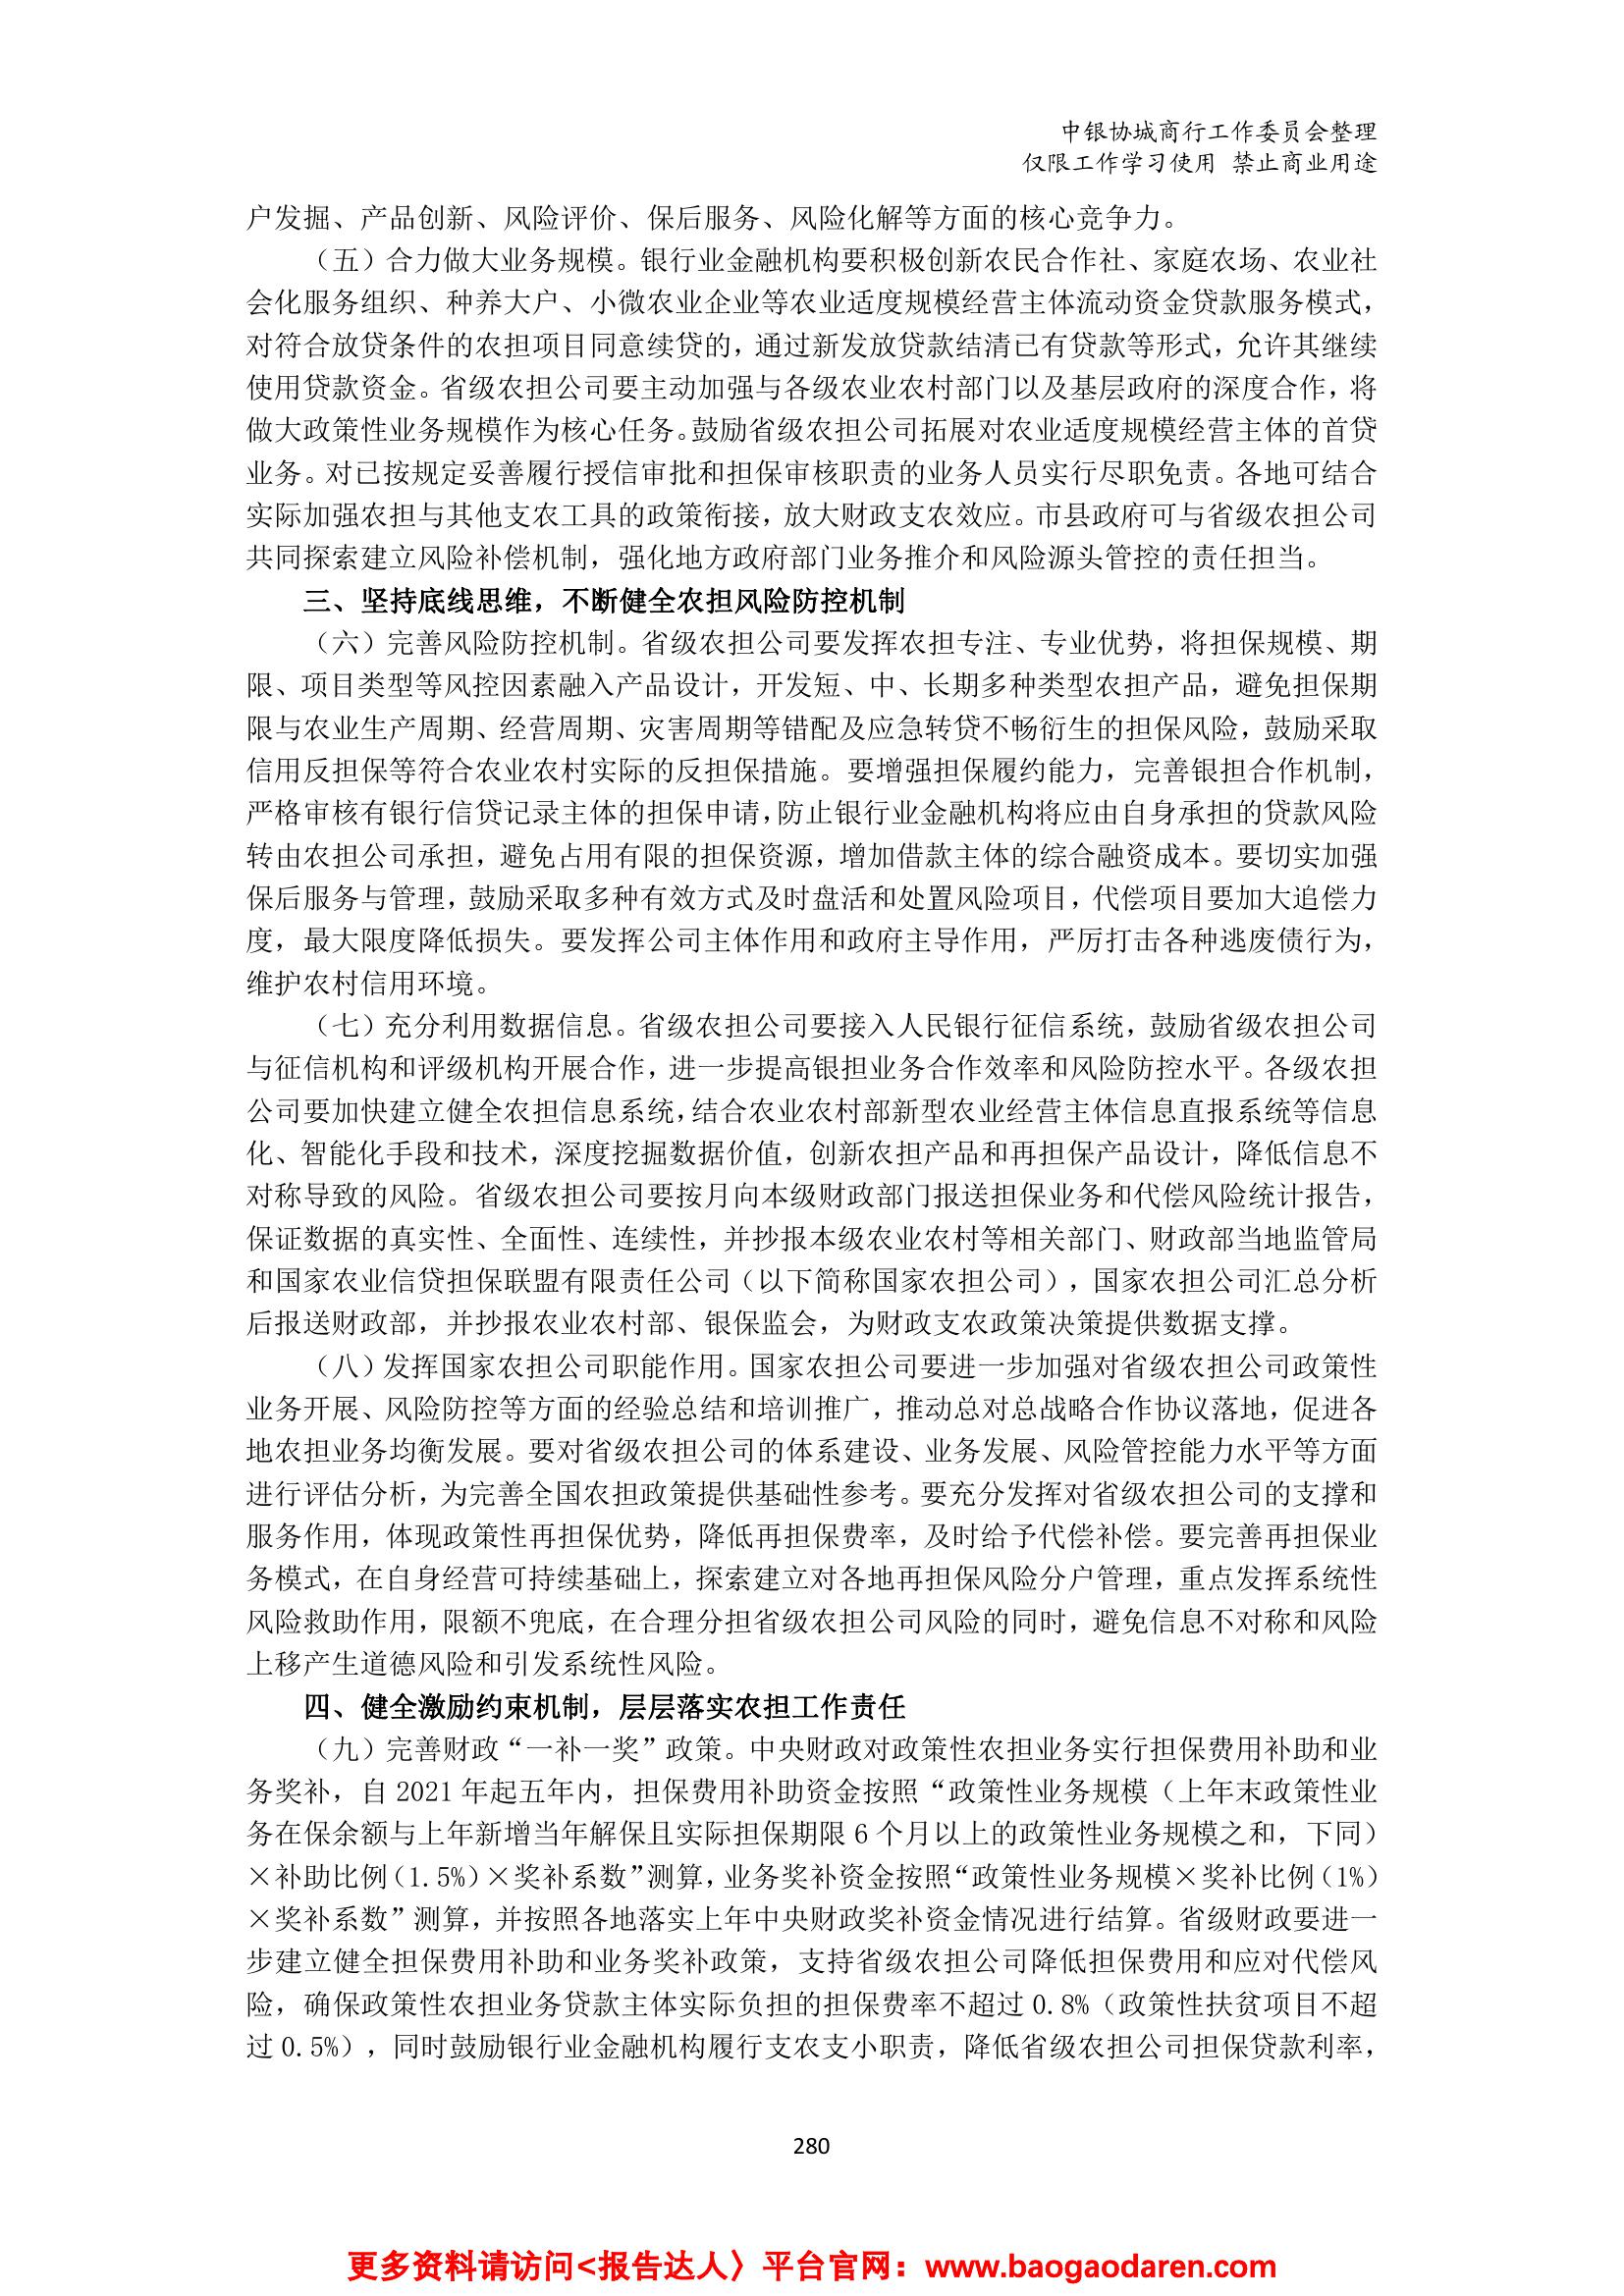 中银协城商行工作委员会整理
仅限工作学习使用 禁止商业用途
户发掘、产品创新、风险评价、保后服务、风险化解等方面的核心竞争力。
（五）合力做大业务规模。银行业金融机构要积极创新农民合作社、家庭农场、农业社
会化服务组织、种养大户、小微农业企业等农业适度规模经营主体流动资金贷款服务模式，
对符合放贷条件的农担项目同意续贷的，通过新发放贷款结清已有贷款等形式，允许其继续
使用贷款资金。省级农担公司要主动加强与各级农业农村部门以及基层政府的深度合作，将
做大政策性业务规模作为核心任务。鼓励省级农担公司拓展对农业适度规模经营主体的首贷
业务。对已按规定妥善履行授信审批和担保审核职责的业务人员实行尽职免责。各地可结合
实际加强农担与其他支农工具的政策衔接，放大财政支农效应。市县政府可与省级农担公司
共同探索建立风险补偿机制，强化地方政府部门业务推介和风险源头管控的责任担当。
三、坚持底线思维，不断健全农担风险防控机制
（六）完善风险防控机制。省级农担公司要发挥农担专注、专业优势，将担保规模、期
限、项目类型等风控因素融入产品设计，开发短、中、长期多种类型农担产品，避免担保期
限与农业生产周期、经营周期、灾害周期等错配及应急转贷不畅衍生的担保风险，鼓励采取
信用反担保等符合农业农村实际的反担保措施。要增强担保履约能力，完善银担合作机制，
严格审核有银行信贷记录主体的担保申请，防止银行业金融机构将应由自身承担的贷款风险
转由农担公司承担，避免占用有限的担保资源，增加借款主体的综合融资成本。要切实加强
保后服务与管理，鼓励采取多种有效方式及时盘活和处置风险项目，代偿项目要加大追偿力
度，最大限度降低损失。要发挥公司主体作用和政府主导作用，严厉打击各种逃废债行为，
维护农村信用环境。
（七）充分利用数据信息。省级农担公司要接入人民银行征信系统，鼓励省级农担公司
与征信机构和评级机构开展合作，进一步提高银担业务合作效率和风险防控水平。各级农担
公司要加快建立健全农担信息系统，结合农业农村部新型农业经营主体信息直报系统等信息
化、智能化手段和技术，深度挖掘数据价值，创新农担产品和再担保产品设计，降低信息不
对称导致的风险。省级农担公司要按月向本级财政部门报送担保业务和代偿风险统计报告，
保证数据的真实性、全面性、连续性，并抄报本级农业农村等相关部门、财政部当地监管局
和国家农业信贷担保联盟有限责任公司（以下简称国家农担公司），国家农担公司汇总分析
后报送财政部，并抄报农业农村部、银保监会，为财政支农政策决策提供数据支撑。
（八）发挥国家农担公司职能作用。国家农担公司要进一步加强对省级农担公司政策性
业务开展、风险防控等方面的经验总结和培训推广，推动总对总战略合作协议落地，促进各
地农担业务均衡发展。要对省级农担公司的体系建设、业务发展、风险管控能力水平等方面
进行评估分析，为完善全国农担政策提供基础性参考。要充分发挥对省级农担公司的支撑和
服务作用，体现政策性再担保优势，降低再担保费率，及时给予代偿补偿。要完善再担保业
务模式，在自身经营可持续基础上，探索建立对各地再担保风险分户管理，重点发挥系统性
风险救助作用，限额不兜底，在合理分担省级农担公司风险的同时，避免信息不对称和风险
上移产生道德风险和引发系统性风险。
四、健全激励约束机制，层层落实农担工作责任
（九）完善财政“一补一奖”政策。中央财政对政策性农担业务实行担保费用补助和业
务奖补，自 2021 年起五年内，担保费用补助资金按照“政策性业务规模（上年末政策性业
务在保余额与上年新增当年解保且实际担保期限 6 个月以上的政策性业务规模之和，下同）
×补助比例（1.5%）×奖补系数”测算，业务奖补资金按照“政策性业务规模×奖补比例（1%）
×奖补系数”测算，并按照各地落实上年中央财政奖补资金情况进行结算。省级财政要进一
步建立健全担保费用补助和业务奖补政策，支持省级农担公司降低担保费用和应对代偿风
险，确保政策性农担业务贷款主体实际负担的担保费率不超过 0.8%（政策性扶贫项目不超
过 0.5%），同时鼓励银行业金融机构履行支农支小职责，降低省级农担公司担保贷款利率，
280
更多资料请访问<报告达人〉平台官网：www.baogaodaren.com